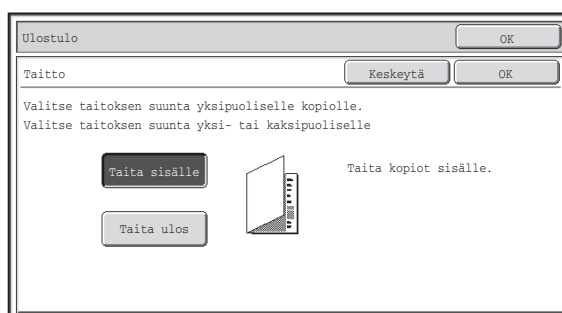 Ulostulo OK
Taitto Keskeytä OK
Valitse taitoksen suunta yksipuoliselle kopiolle.
Valitse taitoksen suunta yksi- tai kaksipuoliselle
Taita sisälle Taita kopiot sisälle.
Taita ulos